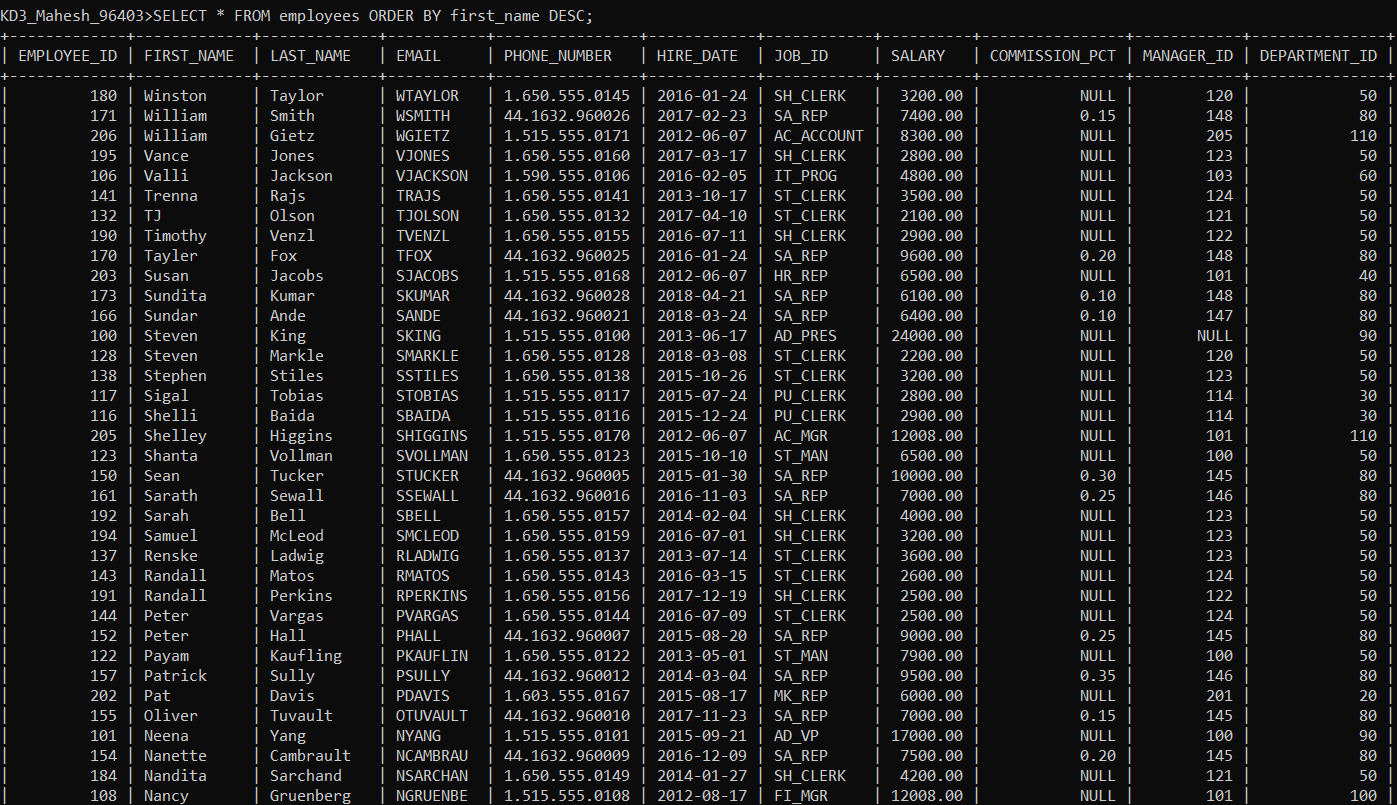 KD3_Mahesh_96403>SELECT * FROM employees ORDER BY first_name DESC;
+-------------+-------------+-------------+-----------+----------------+------------+------------+----------+----------------+------------+---------------+
| EMPLOYEE_ID | FIRST_NAME  | LAST_NAME   | EMAIL     | PHONE_NUMBER   | HIRE_DATE  | JOB_ID     | SALARY   | COMMISSION_PCT | MANAGER_ID | DEPARTMENT_ID |
+-------------+-------------+-------------+-----------+----------------+------------+------------+----------+----------------+------------+---------------+
| 180 | Winston | Taylor | WTAYLOR | 1.650.555.0145 | 2016-01-24 | SH_CLERK | 3200.00 | NULL | 120 | 50 |
| 171 | William | Smith | WSMITH | 44.1632.960026 | 2017-02-23 | SA_REP | 7400.00 | 0.15 | 148 | 80 |
| 206 | William | Gietz | WGIETZ | 1.515.555.0171 | 2012-06-07 | AC_ACCOUNT | 8300.00 | NULL | 205 | 110 |
| 195 | Vance | Jones | VJONES | 1.650.555.0160 | 2017-03-17 | SH_CLERK | 2800.00 | NULL | 123 | 50 |
| 106 | Valli | Jackson | VJACKSON | 1.590.555.0106 | 2016-02-05 | IT_PROG | 4800.00 | NULL | 103 | 60 |
| 141 | Trenna | Rajs | TRAJS | 1.650.555.0141 | 2013-10-17 | ST_CLERK | 3500.00 | NULL | 124 | 50 |
| 132 | TJ | Olson | TJOLSON | 1.650.555.0132 | 2017-04-10 | ST_CLERK | 2100.00 | NULL | 121 | 50 |
| 190 | Timothy | Venzl | TVENZL | 1.650.555.0155 | 2016-07-11 | SH_CLERK | 2900.00 | NULL | 122 | 50 |
| 170 | Tayler | Fox | TFOX | 44.1632.960025 | 2016-01-24 | SA_REP | 9600.00 | 0.20 | 148 | 80 |
| 203 | Susan | Jacobs | SJACOBS | 1.515.555.0168 | 2012-06-07 | HR_REP | 6500.00 | NULL | 101 | 40 |
| 173 | Sundita | Kumar | SKUMAR | 44.1632.960028 | 2018-04-21 | SA_REP | 6100.00 | 0.10 | 148 | 80 |
| 166 | Sundar | Ande | SANDE | 44.1632.960021 | 2018-03-24 | SA_REP | 6400.00 | 0.10 | 147 | 80 |
| 100 | Steven | King | SKING | 1.515.555.0100 | 2013-06-17 | AD_PRES | 24000.00 | NULL | NULL | 90 |
| 128 | Steven | Markle | SMARKLE | 1.650.555.0128 | 2018-03-08 | ST_CLERK | 2200.00 | NULL | 120 | 50 |
| 138 | Stephen | Stiles | SSTILES | 1.650.555.0138 | 2015-10-26 | ST_CLERK | 3200.00 | NULL | 123 | 50 |
| 117 | Sigal | Tobias | STOBIAS | 1.515.555.0117 | 2015-07-24 | PU_CLERK | 2800.00 | NULL | 114 | 30 |
| 116 | Shelli | Baida | SBAIDA | 1.515.555.0116 | 2015-12-24 | PU_CLERK | 2900.00 | NULL | 114 | 30 |
| 205 | Shelley | Higgins | SHIGGINS | 1.515.555.0170 | 2012-06-07 | AC_MGR | 12008.00 | NULL | 101 | 110 |
| 123 | Shanta | Vollman | SVOLLMAN | 1.650.555.0123 | 2015-10-10 | ST_MAN | 6500.00 | NULL | 100 | 50 |
| 150 | Sean | Tucker | STUCKER | 44.1632.960005 | 2015-01-30 | SA_REP | 10000.00 | 0.30 | 145 | 80 |
| 161 | Sarath | Sewall | SSEWALL | 44.1632.960016 | 2016-11-03 | SA_REP | 7000.00 | 0.25 | 146 | 80 |
| 192 | Sarah | Bell | SBELL | 1.650.555.0157 | 2014-02-04 | SH_CLERK | 4000.00 | NULL | 123 | 50 |
| 194 | Samuel | McLeod | SMCLEOD | 1.650.555.0159 | 2016-07-01 | SH_CLERK | 3200.00 | NULL | 123 | 50 |
| 137 | Renske | Ladwig | RLADWIG | 1.650.555.0137 | 2013-07-14 | ST_CLERK | 3600.00 | NULL | 123 | 50 |
| 143 | Randall | Matos | RMATOS | 1.650.555.0143 | 2016-03-15 | ST_CLERK | 2600.00 | NULL | 124 | 50 |
| 191 | Randall | Perkins | RPERKINS | 1.650.555.0156 | 2017-12-19 | SH_CLERK | 2500.00 | NULL | 122 | 50 |
| 144 | Peter | Vargas | PVARGAS | 1.650.555.0144 | 2016-07-09 | ST_CLERK | 2500.00 | NULL | 124 | 50 |
| 152 | Peter | Hall | PHALL | 44.1632.960007 | 2015-08-20 | SA_REP | 9000.00 | 0.25 | 145 | 80 |
| 122 | Payam | Kaufling | PKAUFLIN | 1.650.555.0122 | 2013-05-01 | ST_MAN | 7900.00 | NULL | 100 | 50 |
| 157 | Patrick | Sully | PSULLY | 44.1632.960012 | 2014-03-04 | SA_REP | 9500.00 | 0.35 | 146 | 80 |
| 202 | Pat | Davis | PDAVIS | 1.603.555.0167 | 2015-08-17 | MK_REP | 6000.00 | NULL | 201 | 20 |
| 155 | Oliver | Tuvault | OTUVAULT | 44.1632.960010 | 2017-11-23 | SA_REP | 7000.00 | 0.15 | 145 | 80 |
| 101 | Neena | Yang | NYANG | 1.515.555.0101 | 2015-09-21 | AD_VP | 17000.00 | NULL | 100 | 90 |
| 154 | Nanette | Cambrault | NCAMBRAU | 44.1632.960009 | 2016-12-09 | SA_REP | 7500.00 | 0.20 | 145 | 80 |
| 184 | Nandita | Sarchand | NSARCHAN | 1.650.555.0149 | 2014-01-27 | SH_CLERK | 4200.00 | NULL | 121 | 50 |
| 108 | Nancy | Gruenberg | NGRUENBE | 1.515.555.0108 | 2012-08-17 | FI_MGR | 12008.00 | NULL | 101 | 100 |